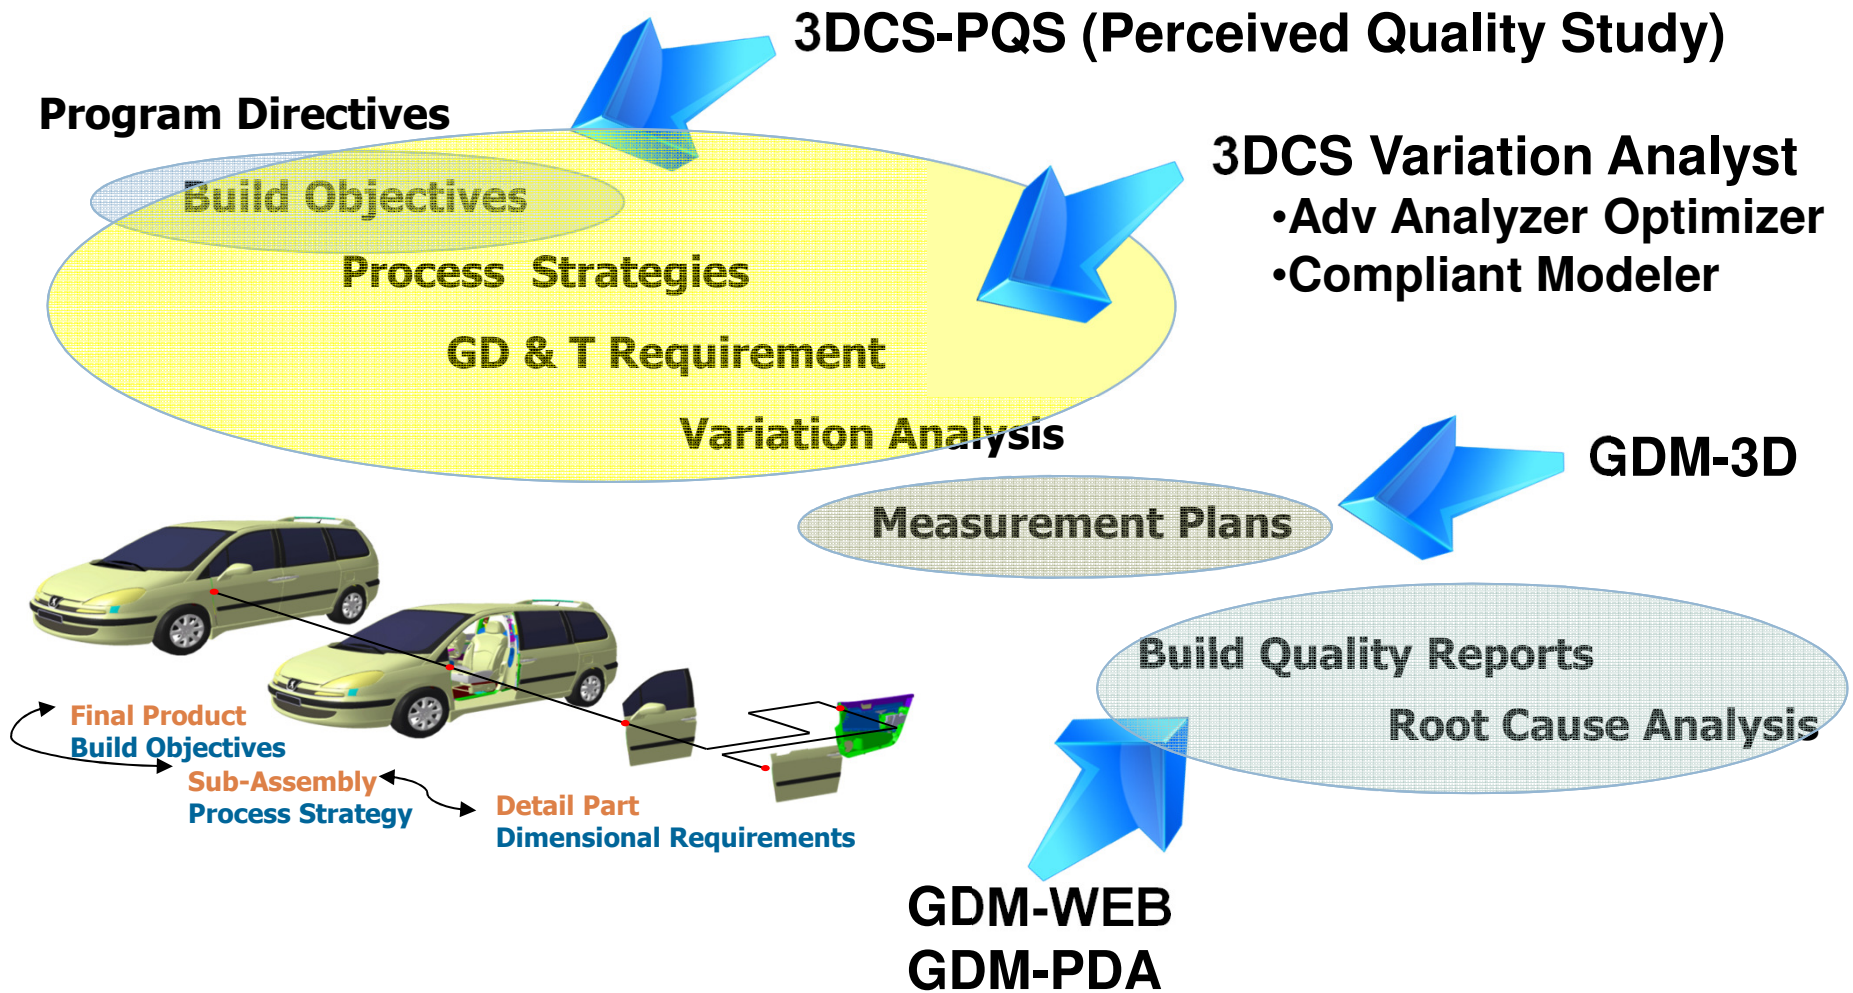 3DCS-PQS (Perceived Quality Study)
Program Directives
3DCS Variation Analyst
•Adv Analyzer Optimizer
•Compliant Modeler
Build Objectives
Process Strategies
GD & T Requirement
Variation Analysis
GDM-3D
Measurement Plans
Build Quality Reports
Root Cause Analysis
Final Product
Build Objectives
Sub-Assembly
Process Strategy
Detail Part
Dimensional Requirements
GDM-WEB
GDM-PDA